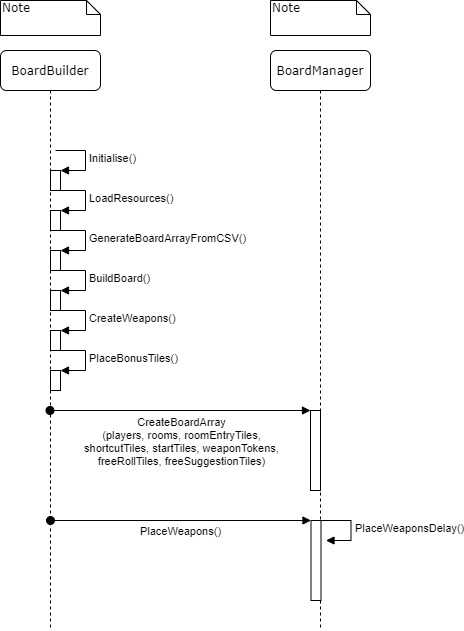 Note
Note
BoardBuilder
BoardManager
Initialise()
LoadResources()
GenerateBoardArrayFromCSV()
BuildBoard()
CreateWeapons()
PlaceBonusTiles()
CreateBoardArray
(players, rooms, roomEntryTiles,
shortcutTiles, startTiles, weaponTokens,
freeRollTiles, freeSuggestionTiles)
PlaceWeapons()
PlaceWeaponsDelay()